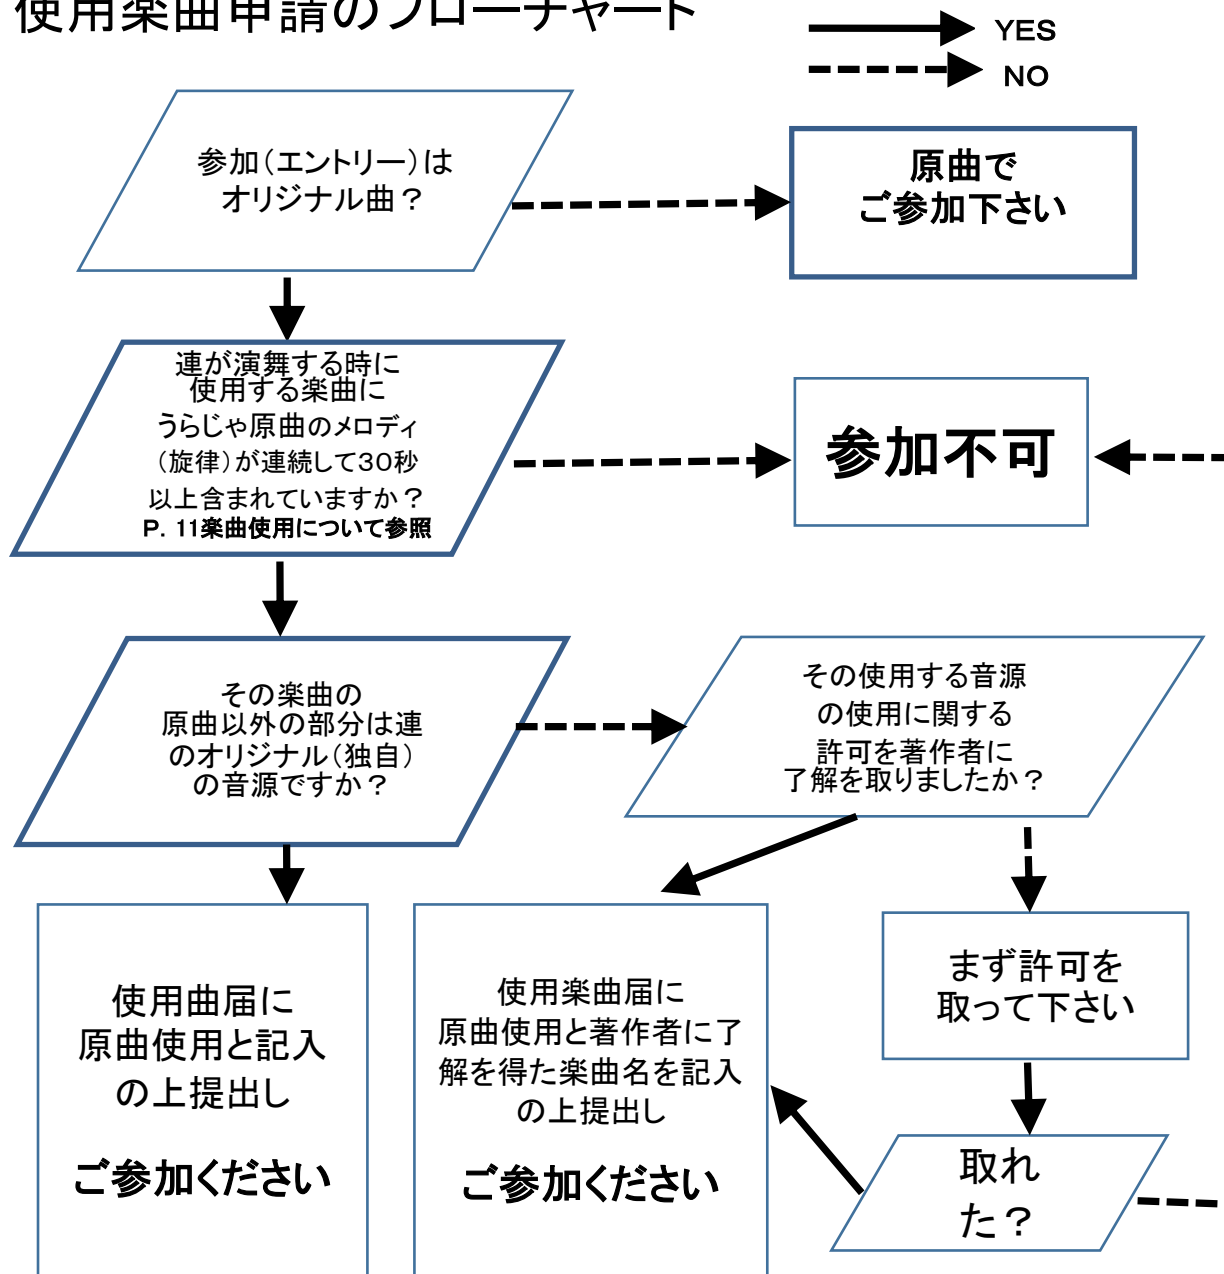 使用楽曲申請のフローチャート
YES
NO
参加（エントリー）は
オリジナル曲？
原曲で
ご参加下さい
連が演舞する時に
使用する楽曲に
うらじゃ原曲のメロディ
（旋律）が連続して30秒
以上含まれていますか？
P．11楽曲使用について参照
参加不可
その楽曲の
原曲以外の部分は連
のオリジナル（独自）
の音源ですか？
その使用する音源
の使用に関する
許可を著作者に
了解を取りましたか？
使用曲届に
原曲使用と記入
の上提出し
ご参加ください
使用楽曲届に
原曲使用と著作者に了
解を得た楽曲名を記入
の上提出し
ご参加ください
まず許可を
取って下さい
取れ
た？